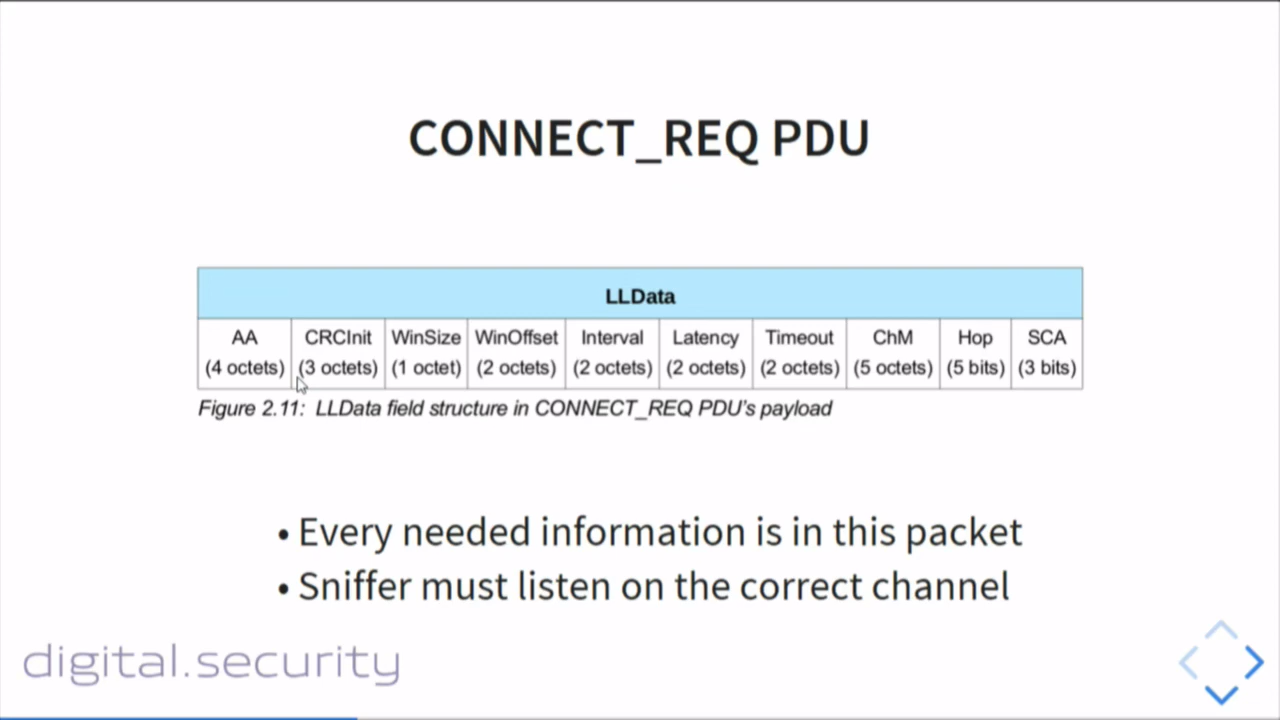 CONNECT_REQ PDU
LLData
AA CRCInit WinSize WinOffset Interval Latency Timeout ChM Hop SCA
(4 octets) (3 octets) (1 octet) (2 octets) (2 octets) (2 octets) (2 octets) (5 octets) (5 bits) (3 bits)
Figure 2.11: LLData field structure in CONNECT_REQ PDU's payload
• Every needed information is in this packet
• Sniffer must listen on the correct channel
digital.security